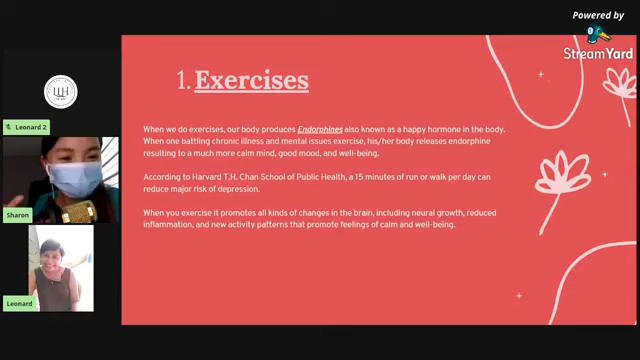 Powered by
StreamYard
1. Exercises
When we do exercises, our body produces Endorphines also known as a happy hormone in the body.
When one battling chronic illness and mental issues exercise, his/her body releases endorphine
resulting to a much more calm mind, good mood, and well-being.
According to Harvard T.H. Chan School of Public Health, a 15 minutes of run or walk per day can
reduce major risk of depression.
When you exercise it promotes all kinds of changes in the brain, including neural growth, reduced
inflammation, and new activity patterns that promote feelings of calm and well-being.
Leonard 2
Sharon
Leonard